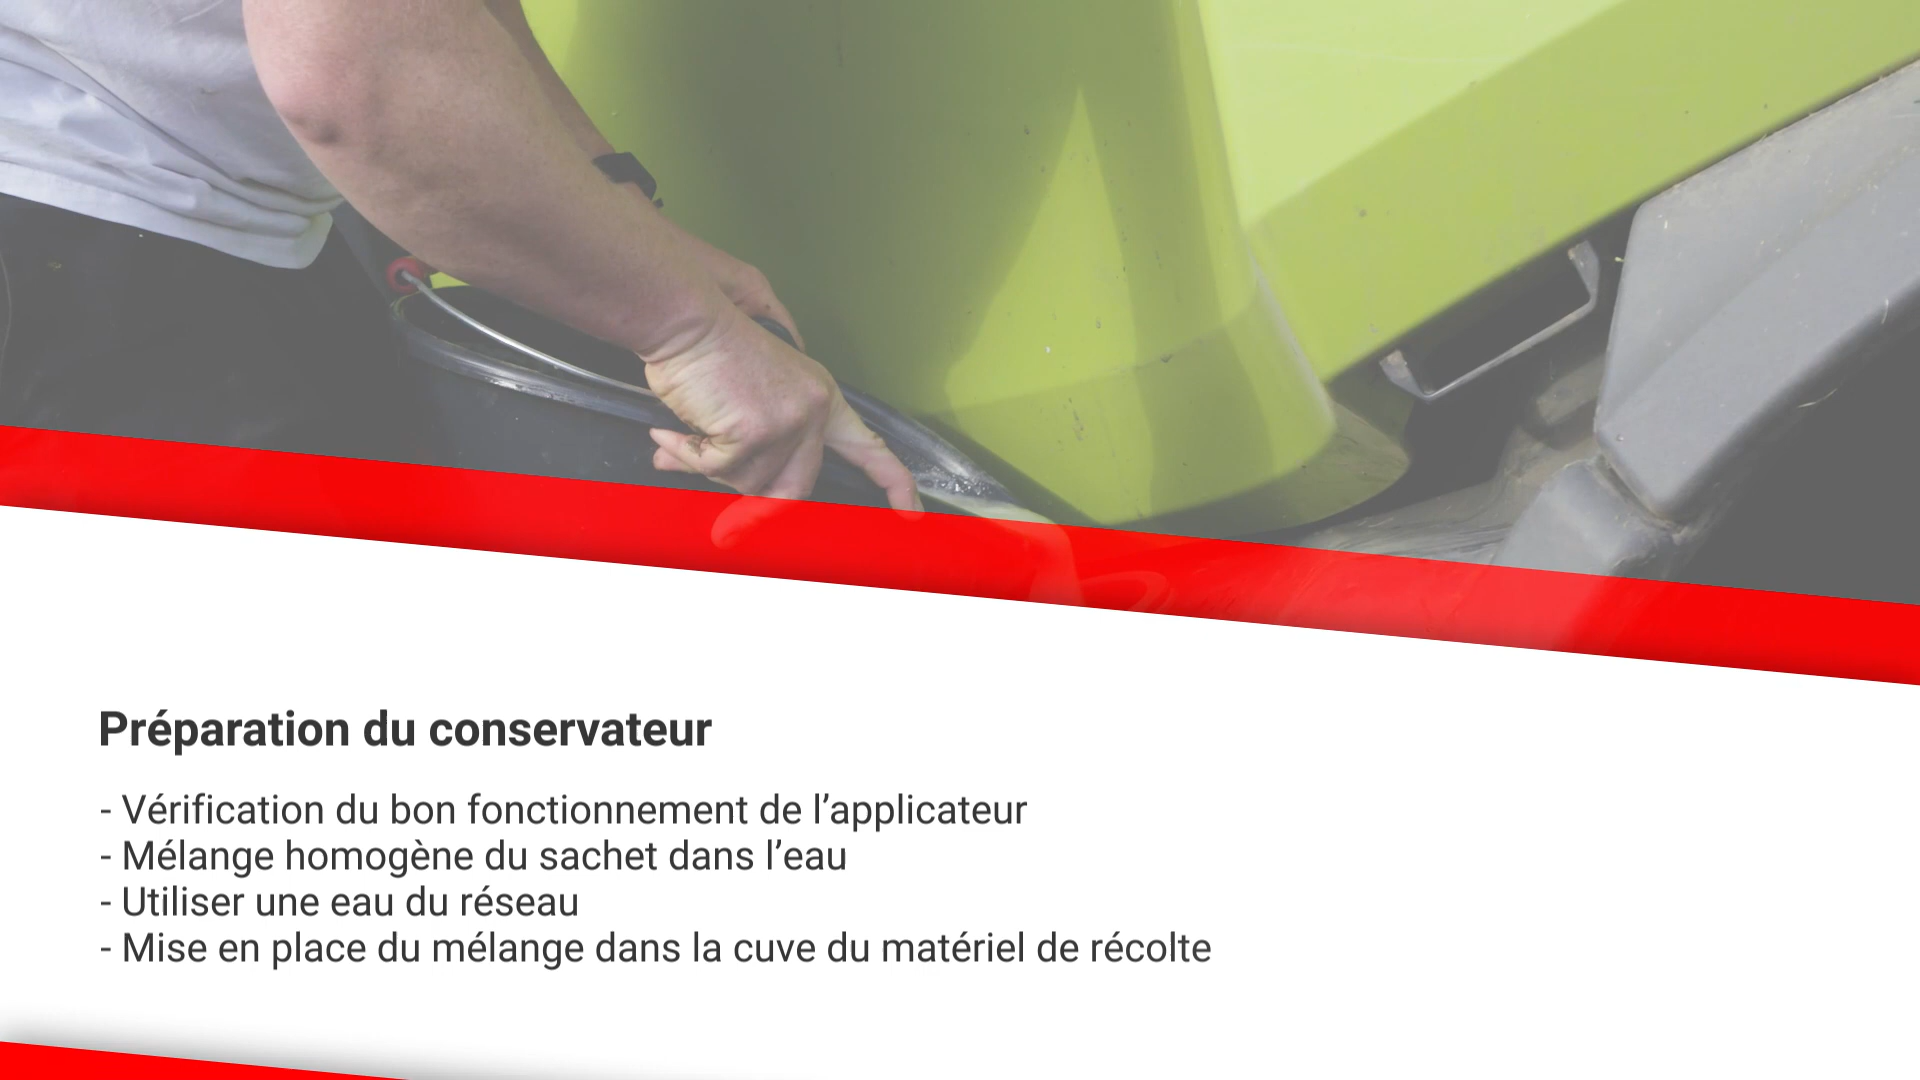 Préparation du conservateur
- Vérification du bon fonctionnement de l’applicateur
- Mélange homogène du sachet dans l’eau
- Utiliser une eau du réseau
- Mise en place du mélange dans la cuve du matériel de récolte